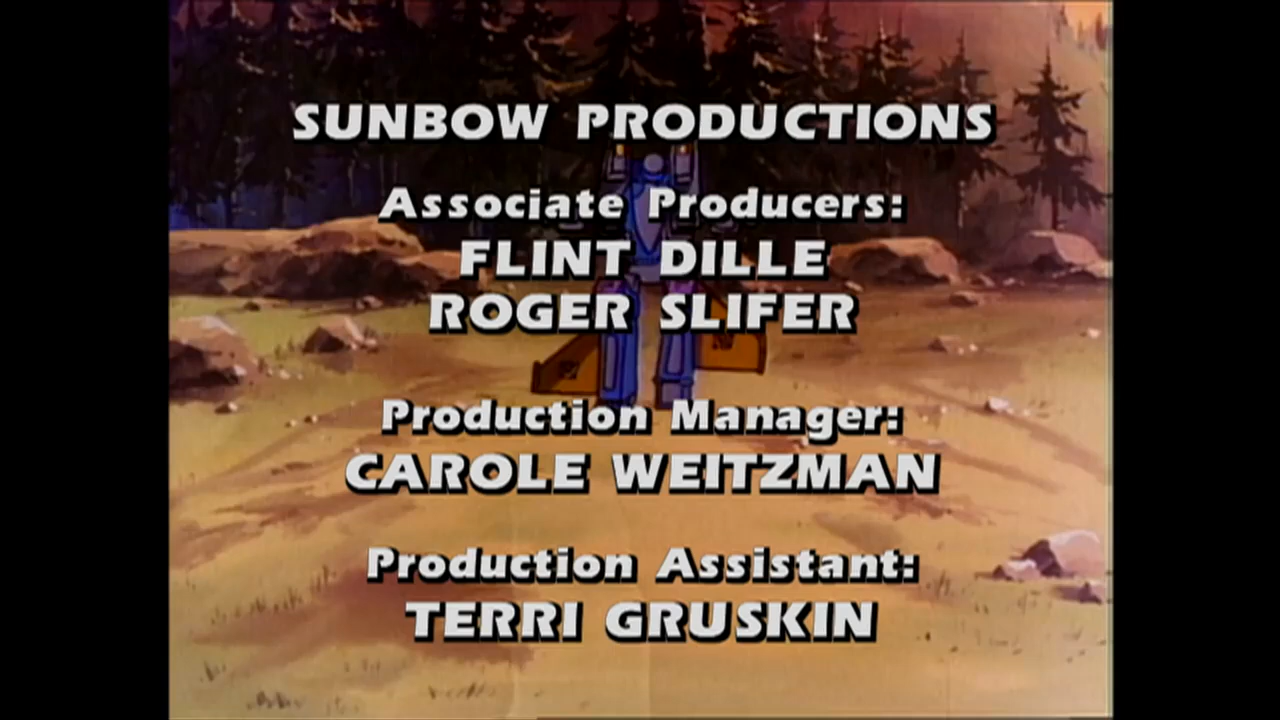 SUNBOW PRODUCTIONS
Associate Producers:
FLINT DILLE
ROGER SLIFER
Production Manager:
CAROLE WEITZMAN
Production Assistant:
TERRI GRUSKIN